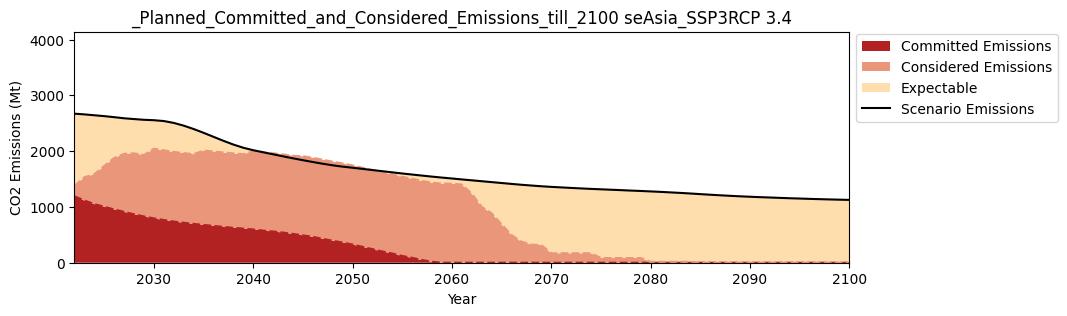 _Planned_Committed_and_Considered_Emissions_till_2100 seAsia_SSP3RCP 3.4
4000
3000
2000
1000
0
CO2 Emissions (Mt)
2030 2040 2050 2060 2070 2080 2090 2100
Year
Committed Emissions
Considered Emissions
Expectable
Scenario Emissions